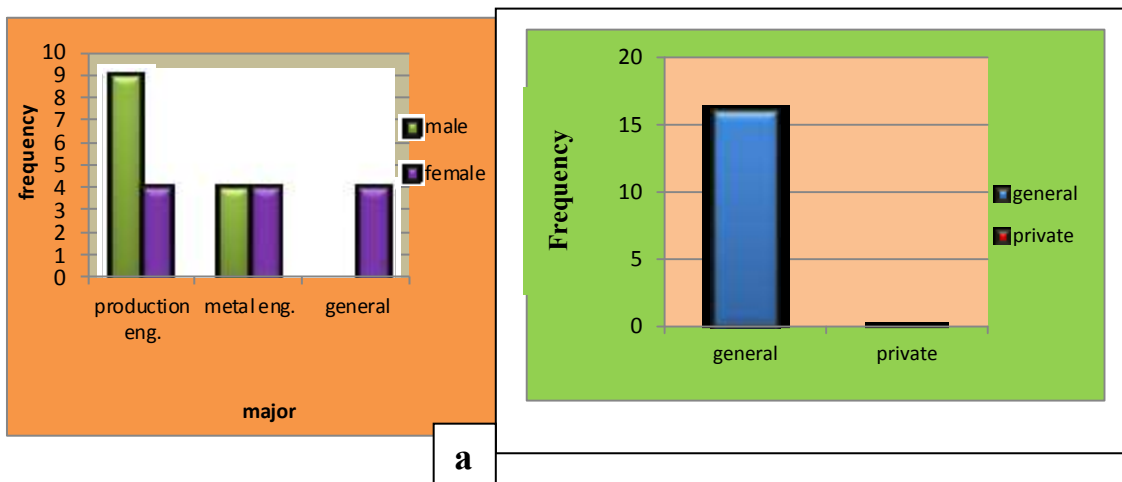 10
9
8
7
6
5
4
3
2
1
0
frequency
production eng.
metal eng.
general
major
male
female
a
20
15
10
5
0
Frequency
general
private
general
private